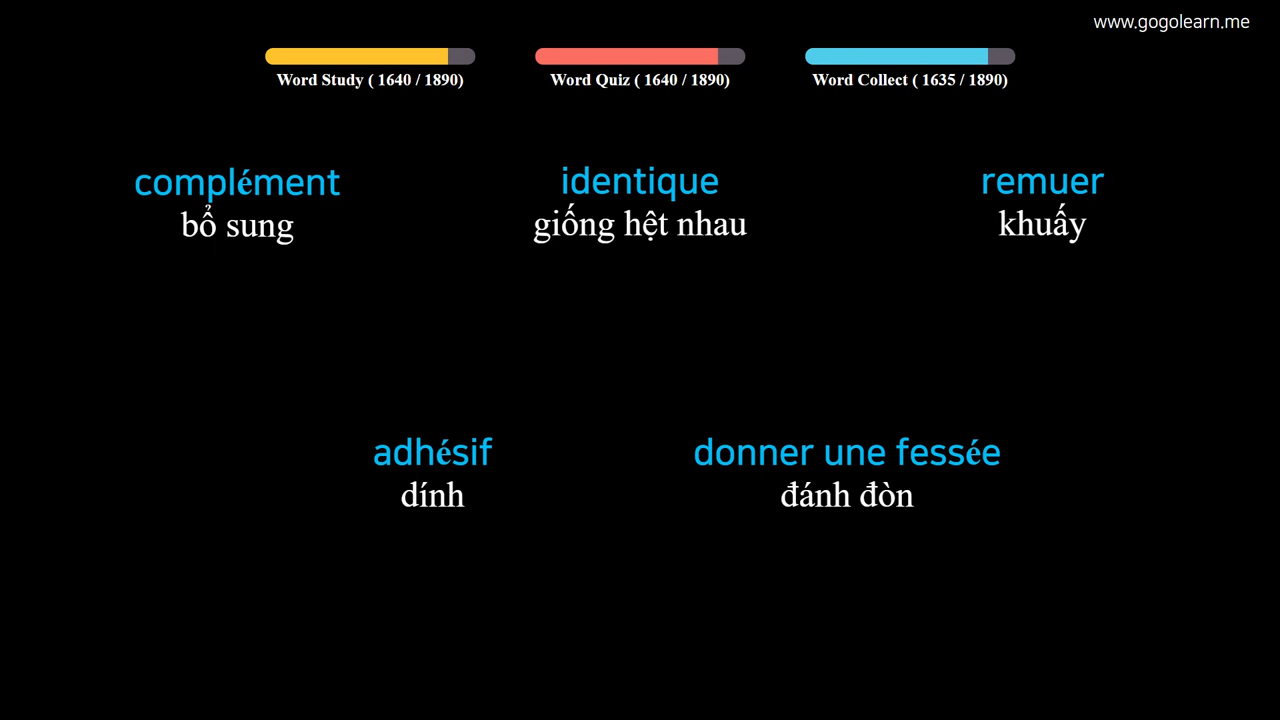 www.gogolearn.me
Word Study ( 1640 / 1890)
Word Quiz ( 1640 / 1890)
Word Collect ( 1635 / 1890)
complément
bổ sung
identique
giống hệt nhau
remuer
khuấy
adhésif
dính
donner une fessée
đánh đòn